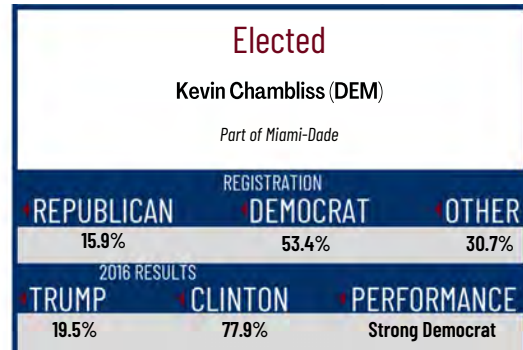 Elected
Kevin Chambliss (DEM)
Part of Miami-Dade
REGISTRATION
REPUBLICAN DEMOCRAT OTHER
15.9% 53.4% 30.7%
2016 RESULTS
TRUMP CLINTON PERFORMANCE
19.5% 77.9% Strong Democrat